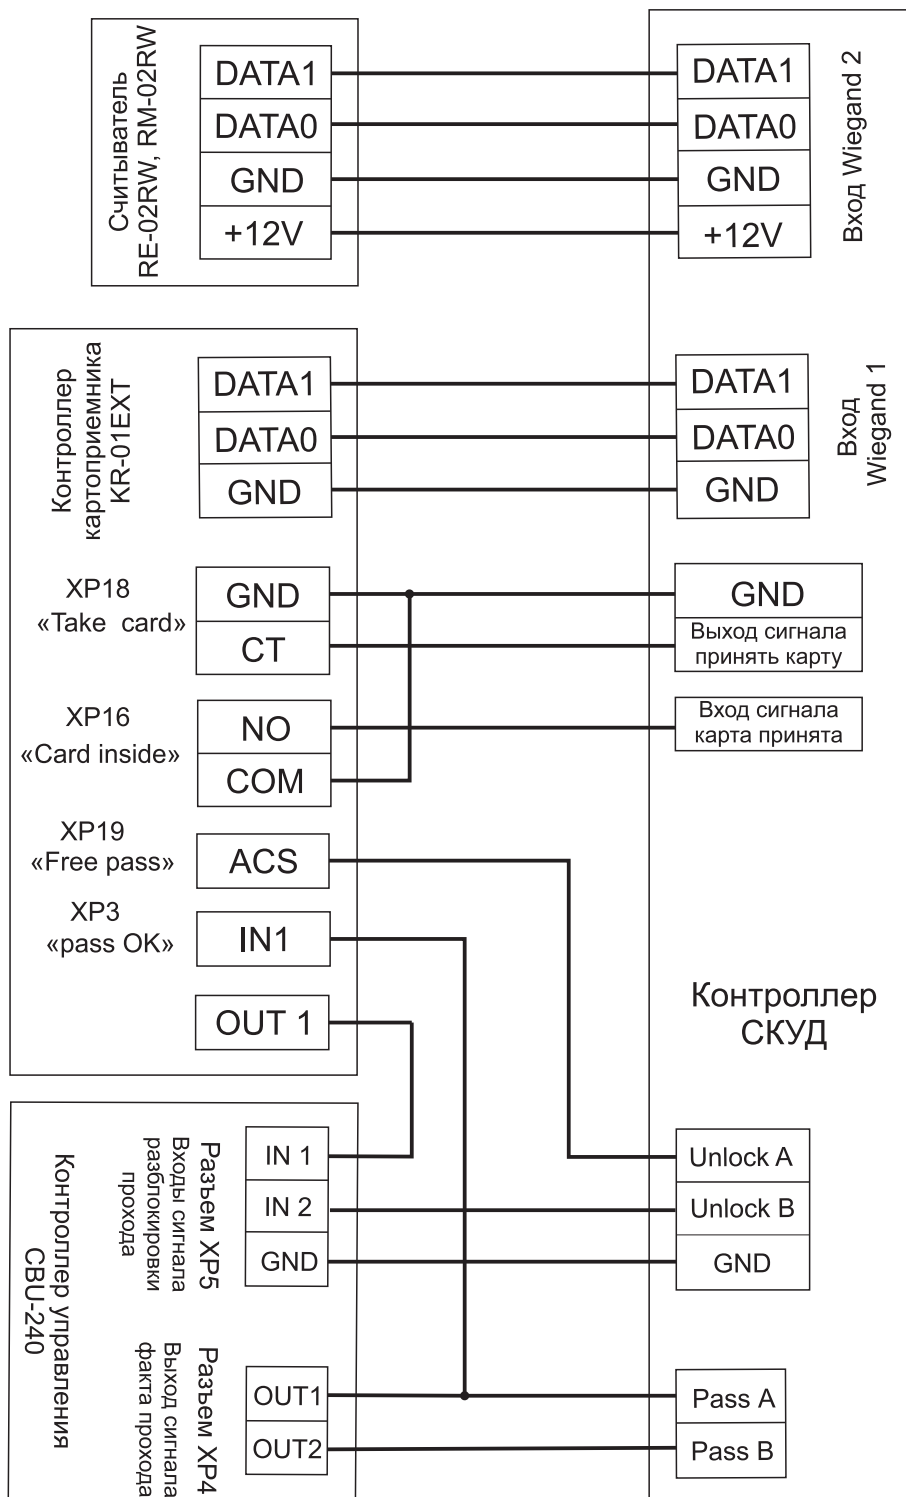 Считыватель
RE-02RW, RM-02RW
DATA1
DATA0
GND
+12V
DATA1
DATA0
GND
+12V
Вход Wiegand 2
Контроллер
картоприемника
KR-01EXT
DATA1
DATA0
GND
DATA1
DATA0
GND
Вход
Wiegand 1
XP18
«Take card»
GND
CT
GND
Выход сигнала
принять карту
XP16
«Card inside»
NO
COM
Вход сигнала
карта принята
XP19
«Free pass»
ACS
XP3
«pass OK»
IN1
OUT 1
Контроллер
СКУД
Контроллер управления
CBU-240
Разъем XP5
Входы сигнала
разблокировки
прохода
IN 1
IN 2
GND
Unlock A
Unlock B
GND
Разъем XP4
Выход сигнала
факта прохода
OUT1
OUT2
Pass A
Pass B